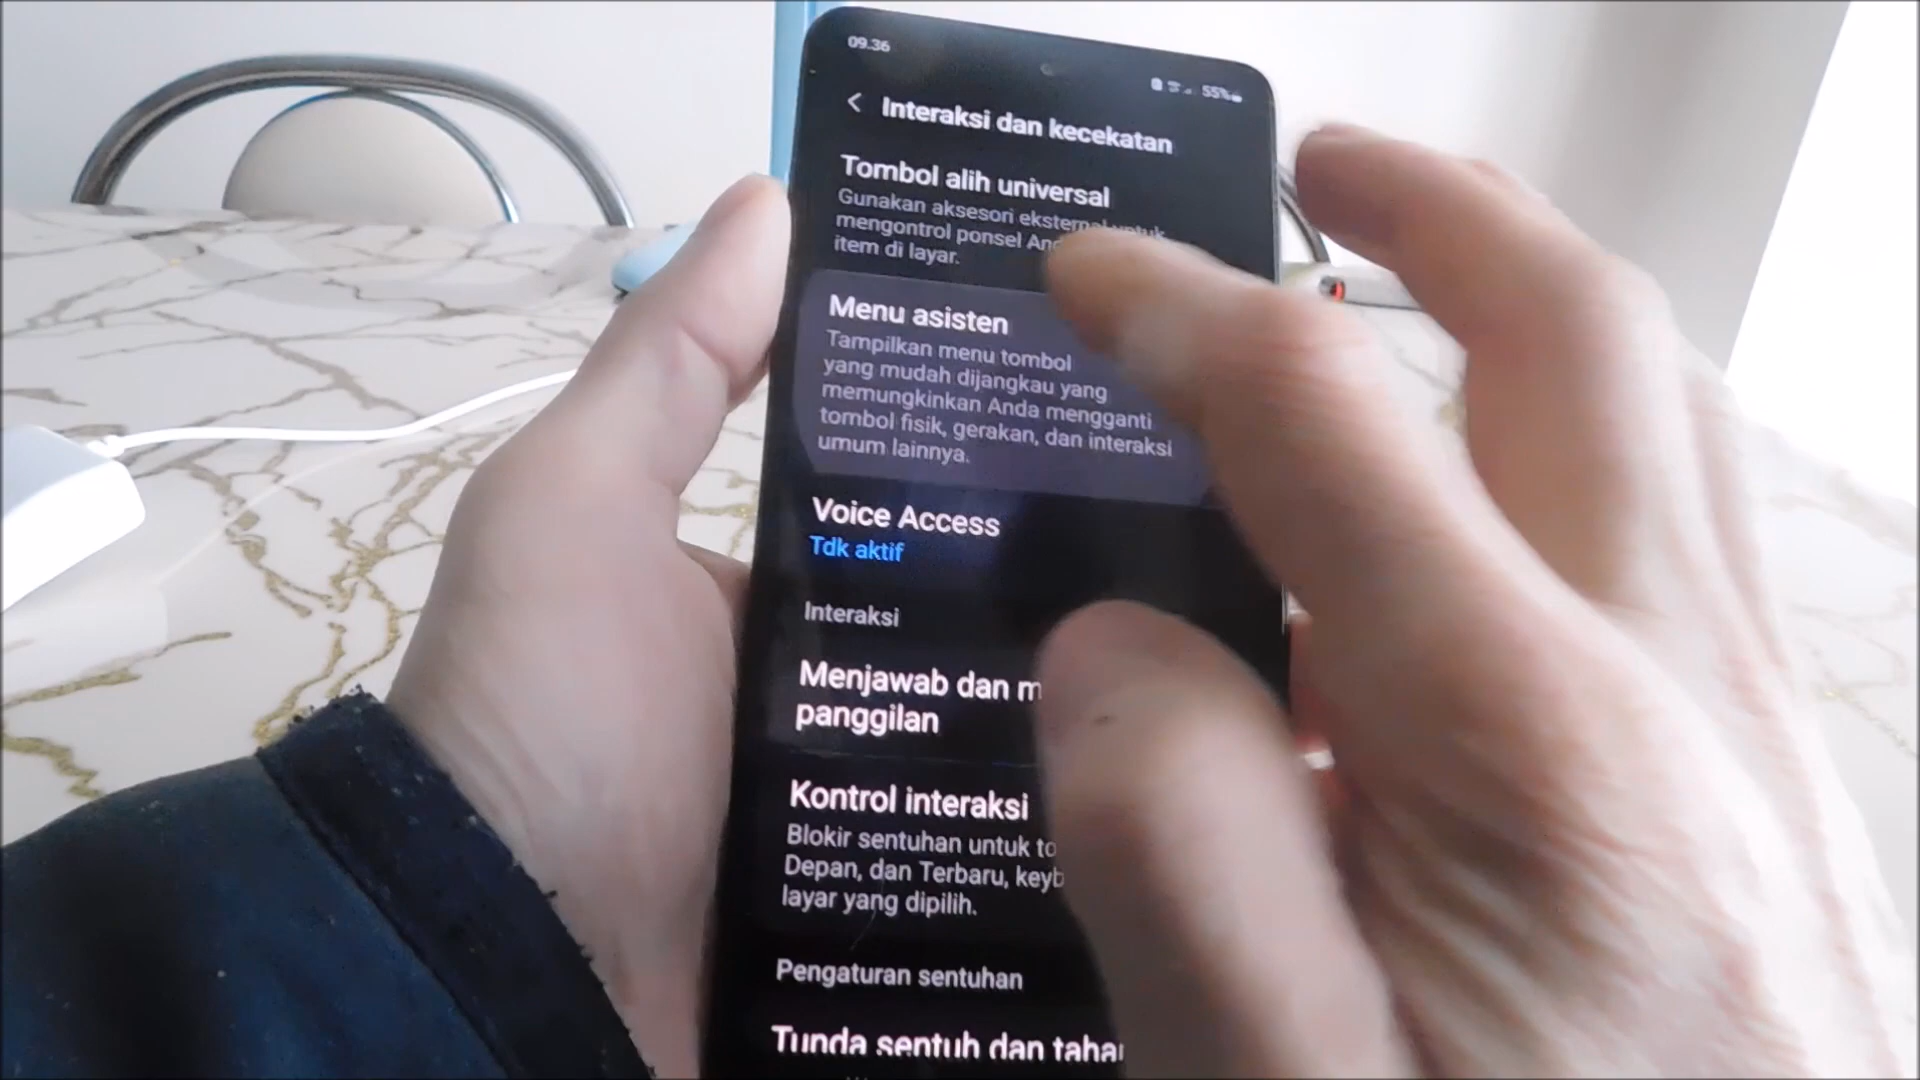 09.36
55%
Interaksi dan kecekatan
Tombol alih universal
Gunakan aksesori eksternal untuk
mengontrol ponsel
item di layar.
Menu asisten
Tampilkan menu tombol
yang mudah dijangkau yang
memungkinkan Anda mengganti
tombol fisik, gerakan, dan interaksi
umum lainnya.
Voice Access
Tdk aktif
Interaksi
Menjawab dan
panggilan
Kontrol interaksi
Blokir sentuhan untuk
Depan, dan Terbaru,
layar yang dipilih.
Pengaturan sentuhan
Tunda sentuh dan